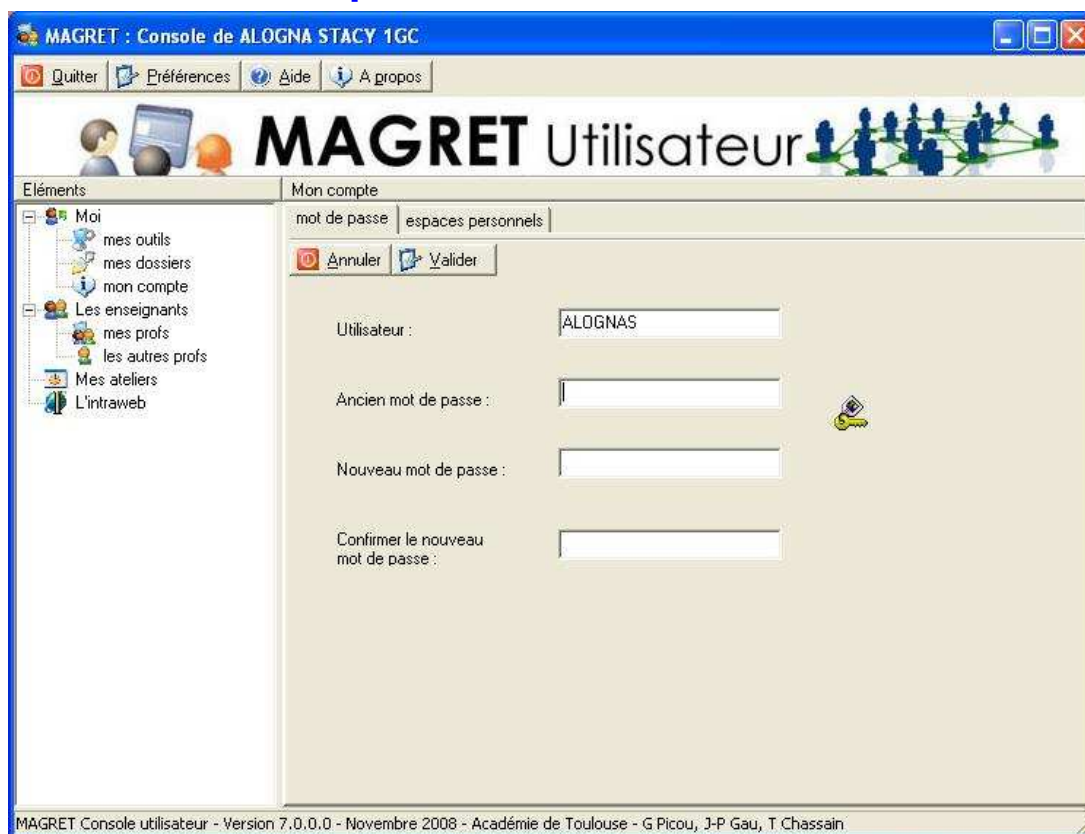 MAGRET : Console de ALOGNA STACY 1GC
Quitter Préférences Aide A propos
MAGRET Utilisateur
Eléments
Mon compte
Moi
mes outils
mes dossiers
mon compte
Les enseignants
mes profs
les autres profs
Mes ateliers
L'intraweb
mot de passe espaces personnels
Annuler Valider
Utilisateur : ALOGNAS
Ancien mot de passe :
Nouveau mot de passe :
Confirmer le nouveau
mot de passe :
MAGRET Console utilisateur - Version 7.0.0.0 - Novembre 2008 - Académie de Toulouse - G Picou, J-P Gau, T Chassain